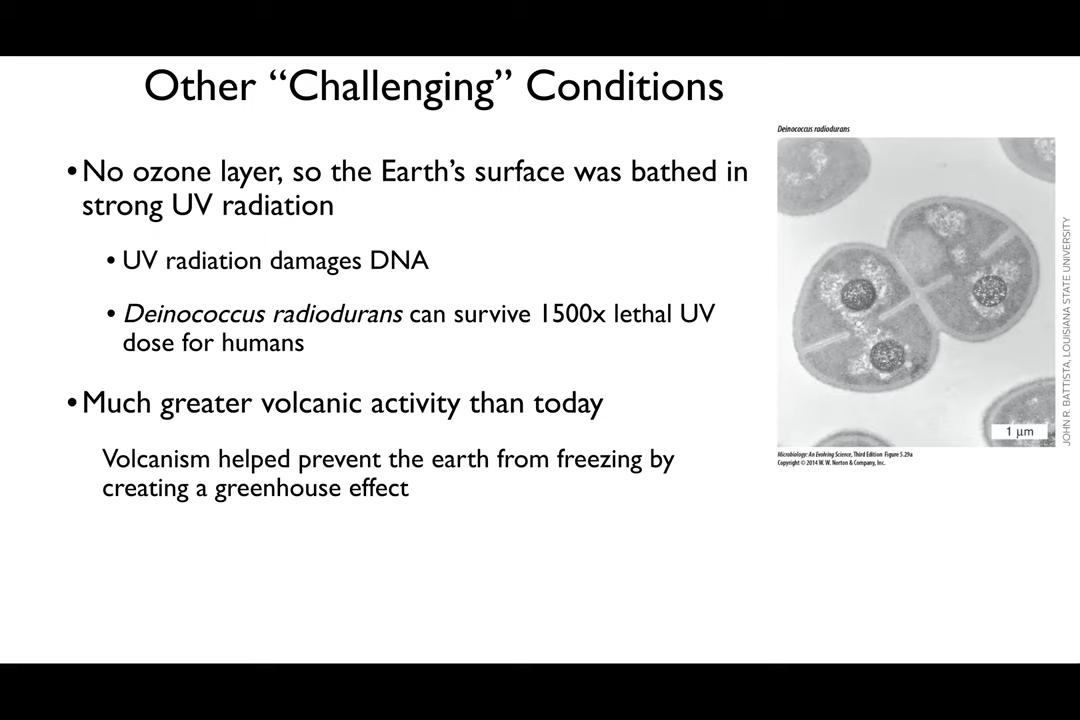 Other “Challenging” Conditions
•No ozone layer, so the Earth’s surface was bathed in
strong UV radiation
• UV radiation damages DNA
• Deinococcus radiodurans can survive 1500x lethal UV
dose for humans
•Much greater volcanic activity than today
Volcanism helped prevent the earth from freezing by
creating a greenhouse effect
Deinococcus radiodurans
1 μm
JOHN R. BATTISTA, LOUISIANA STATE UNIVERSITY
Microbiology: An Evolving Science, Third Edition Figure 5.29a
Copyright © 2014 W. W. Norton & Company, Inc.